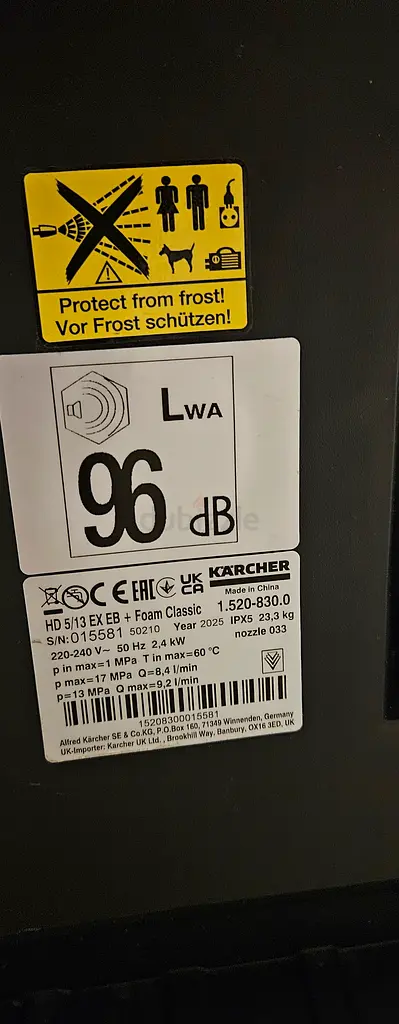 Protect from frost!
Vor Frost schützen!
LWA
96 dB
dubizzle
CE EAC UK CA KÄRCHER
Made in China
HD 5/13 EX EB + Foam Classic 1.520-830.0
S/N:015581 50210 Year 2025 IPX5 23,3 kg
220-240 V~ 50 Hz 2,4 kW nozzle 033
p in max=1 MPa T in max=60 °C
p max=17 MPa Q=8,4 l/min
p=13 MPa Q max=9,2 l/min
15208300015581
Alfred Kärcher SE & Co.KG, P.O.Box 160, 71349 Winnenden, Germany
UK-Importer: Karcher UK Ltd. , Brookhill Way. Banbury, OX16 3ED, UK